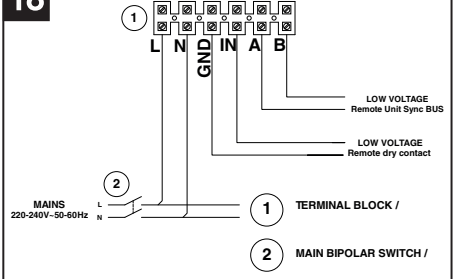 18
1
L N GND IN A B
LOW VOLTAGE
Remote Unit Sync BUS
LOW VOLTAGE
Remote dry contact
2
MAINS
220-240V~50-60Hz
L
N
1 TERMINAL BLOCK /
2 MAIN BIPOLAR SWITCH /